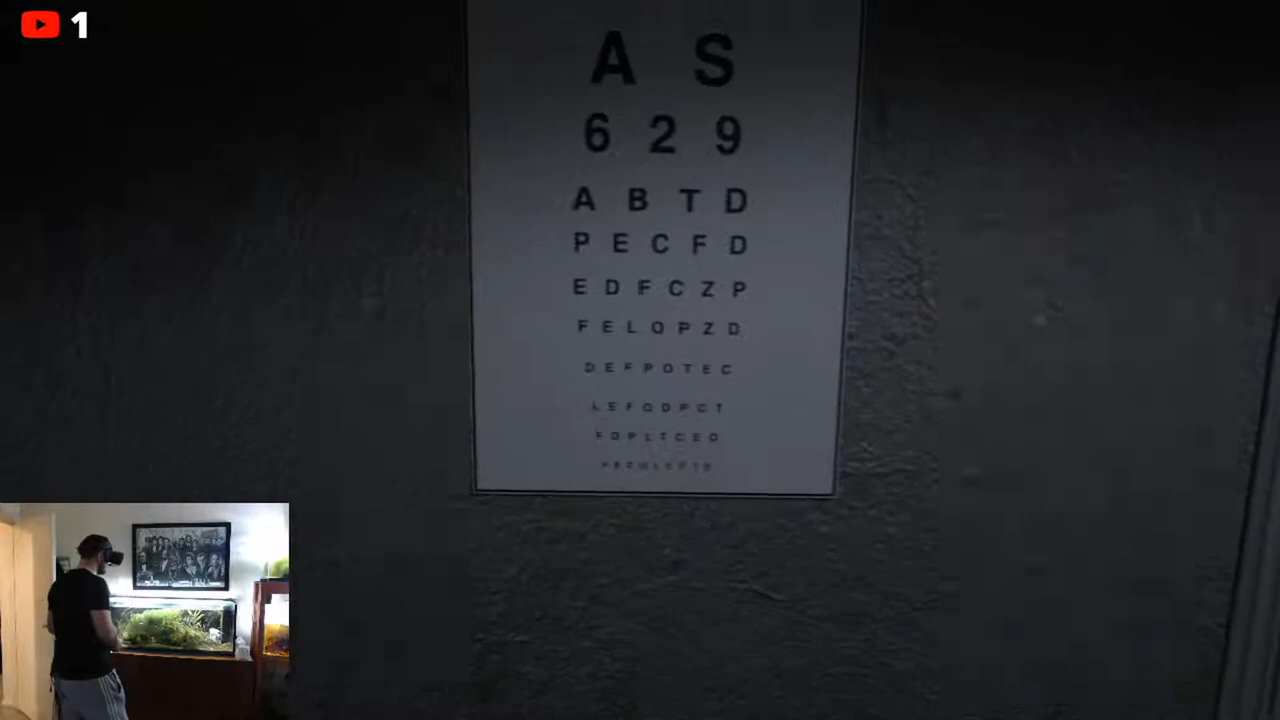 1
A S
6 2 9
A B T D
P E C F D
E D F C Z P
F E L O P Z D
D E F P O T E C
L E F O D P C T
F D P L T C E O